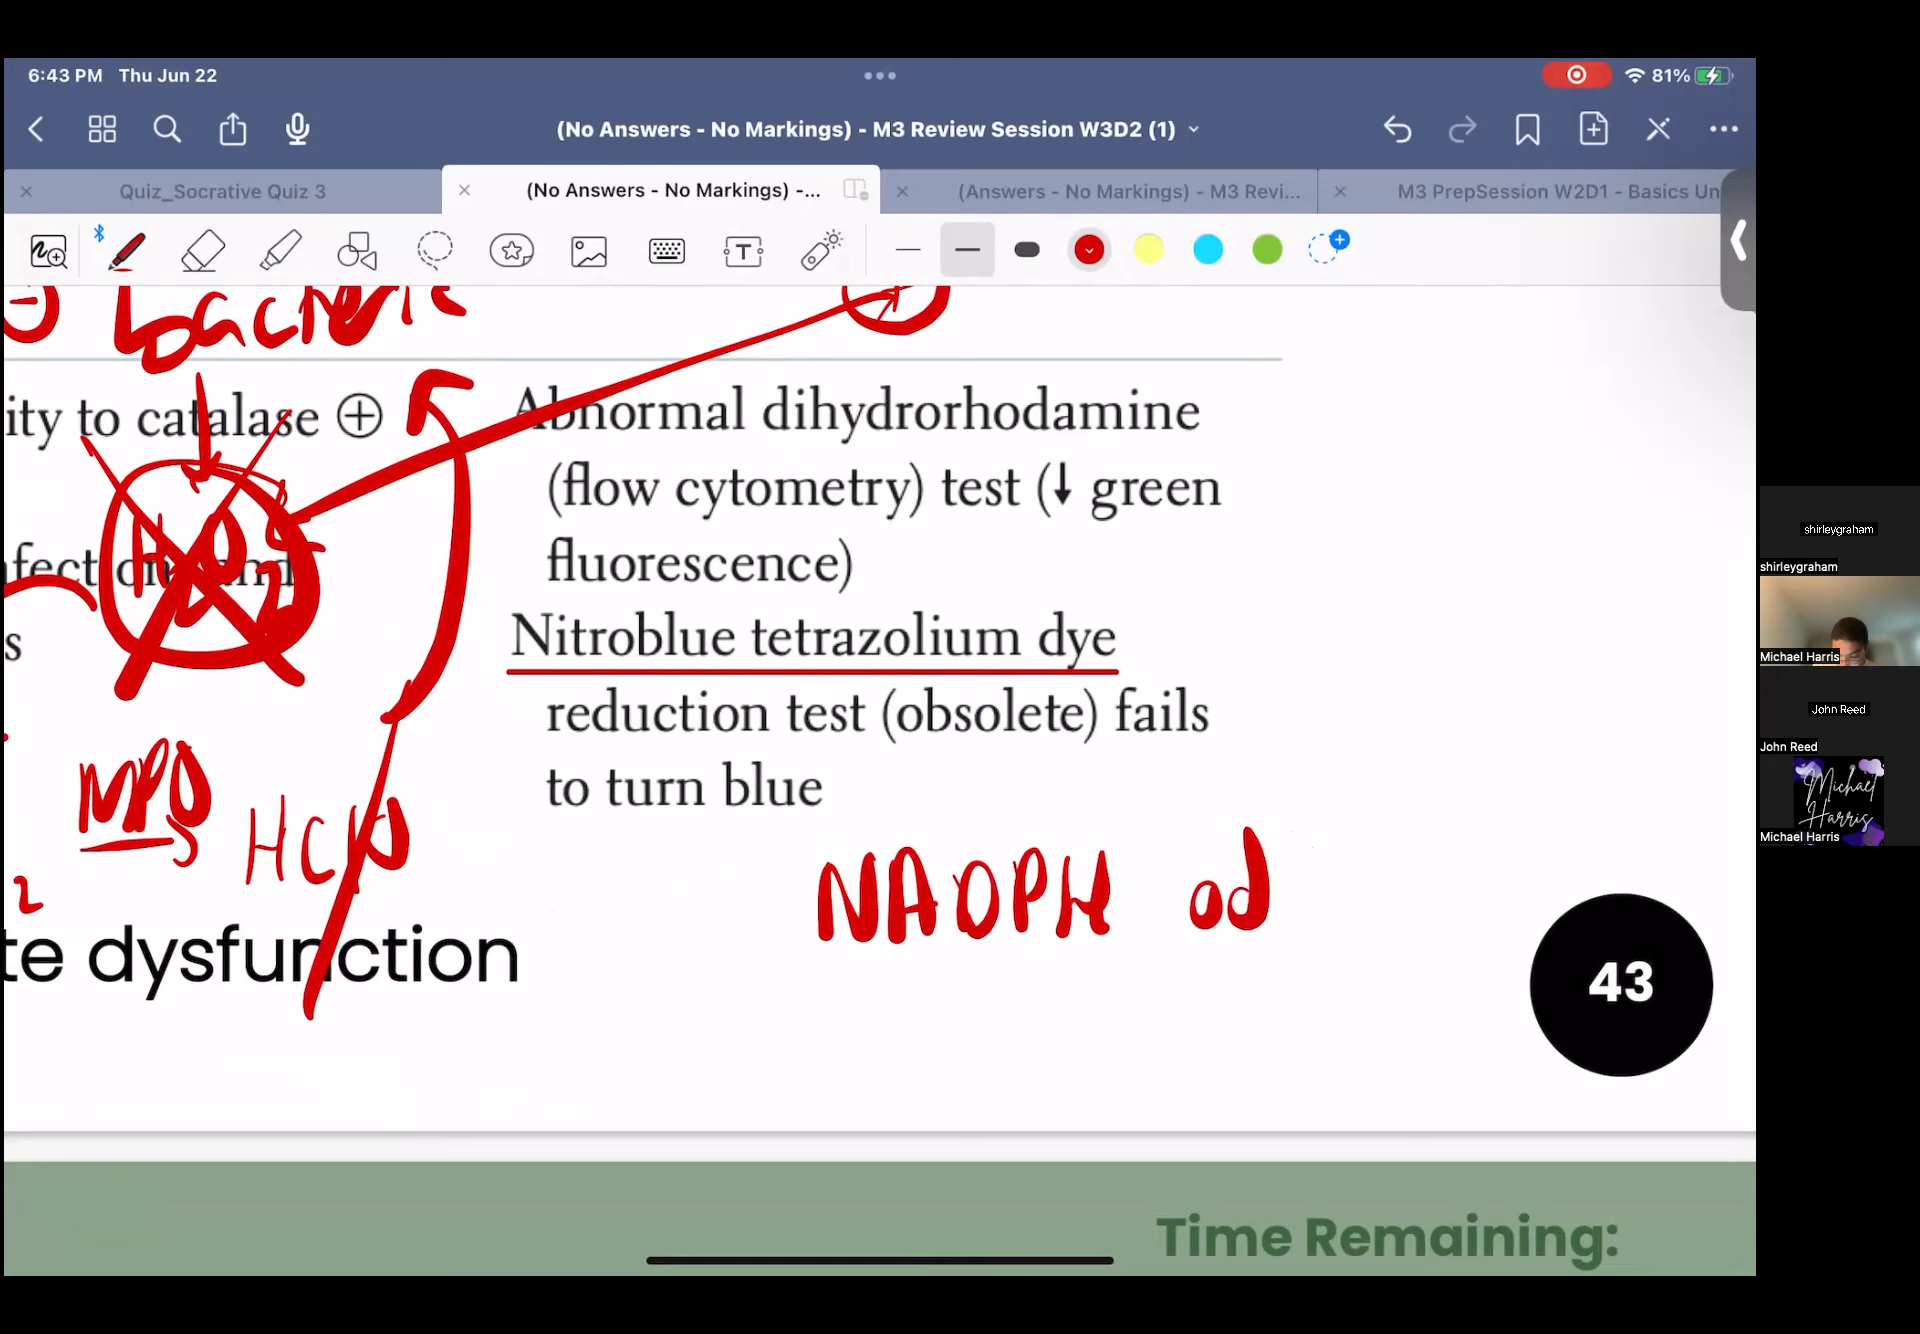 6:43 PM Thu Jun 22
81%
(No Answers - No Markings) - M3 Review Session W3D2 (1)
Quiz_Socrative Quiz 3
(No Answers - No Markings) -...
(Answers - No Markings) - M3 Revi...
M3 PrepSession W2D1 - Basics Un
T
bacteria
ity to catalase ⊕
Abnormal dihydrorhodamine
(flow cytometry) test (↓ green
fluorescence)
Nitroblue tetrazolium dye
reduction test (obsolete) fails
to turn blue
s
MPO
2
NADPH
te dysfunction
43
Time Remaining:
shirleygraham
shirleygraham
Michael Harris
John Reed
John Reed
Michael
Harris
Michael Harris